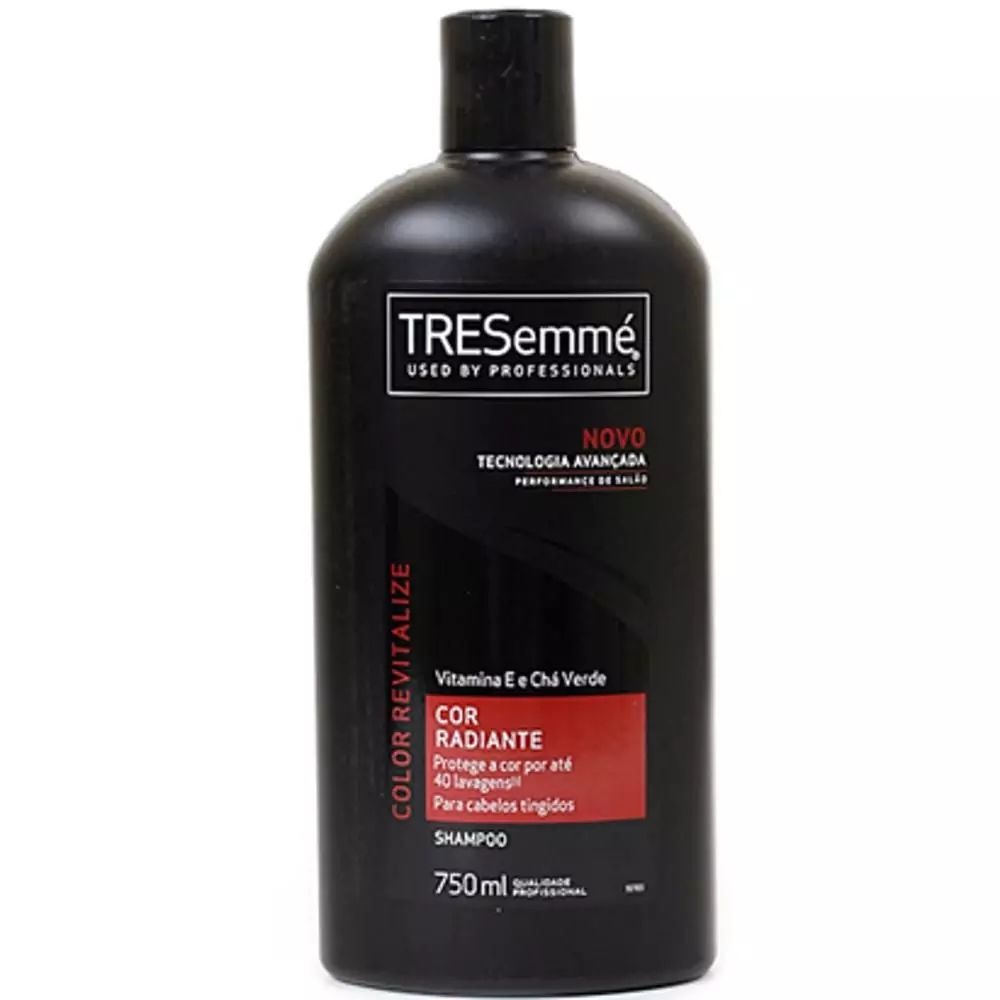 TRESemmé®
USED BY PROFESSIONALS
NOVO
TECNOLOGIA AVANÇADA
PERFORMANCE DE SALÃO
COLOR REVITALIZE
Vitamina E e Chá Verde
COR
RADIANTE
Protege a cor por até
40 lavagens
Para cabelos tingidos
SHAMPOO
750ml QUALIDADE
PROFISSIONAL